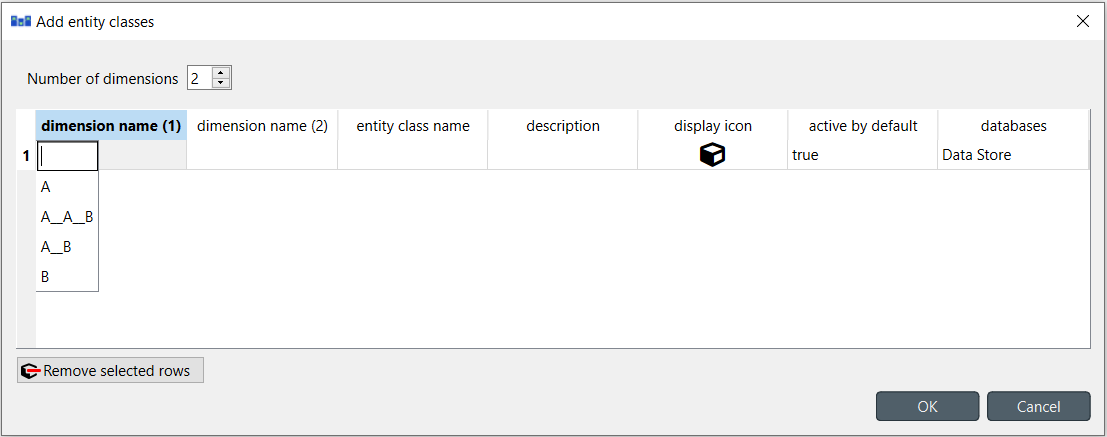 Add entity classes
Number of dimensions 2
dimension name (1) dimension name (2) entity class name description display icon active by default databases
1 true Data Store
A
A__A__B
A__B
B
Remove selected rows
OK Cancel